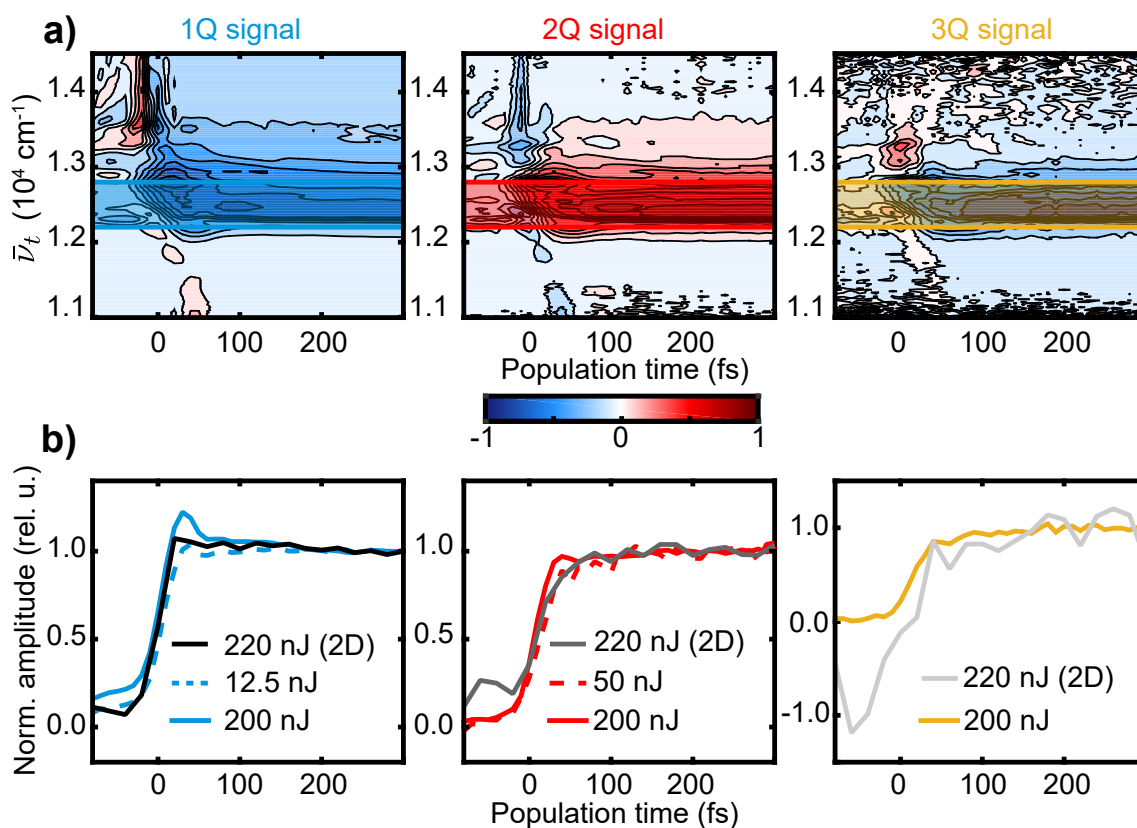 a)
1Q signal
2Q signal
3Q signal
ν̄t (10⁴ cm⁻¹)
1.4
1.3
1.2
1.1
1.4
1.3
1.2
1.1
1.4
1.3
1.2
1.1
0 100 200
0 100 200
0 100 200
Population time (fs)
-1 0 1
b)
Norm. amplitude (rel. u.)
1.0
0.5
0.0
220 nJ (2D)
12.5 nJ
200 nJ
1.0
0.5
0.0
220 nJ (2D)
50 nJ
200 nJ
1.0
0.0
-1.0
220 nJ (2D)
200 nJ
0 100 200
0 100 200
0 100 200
Population time (fs)